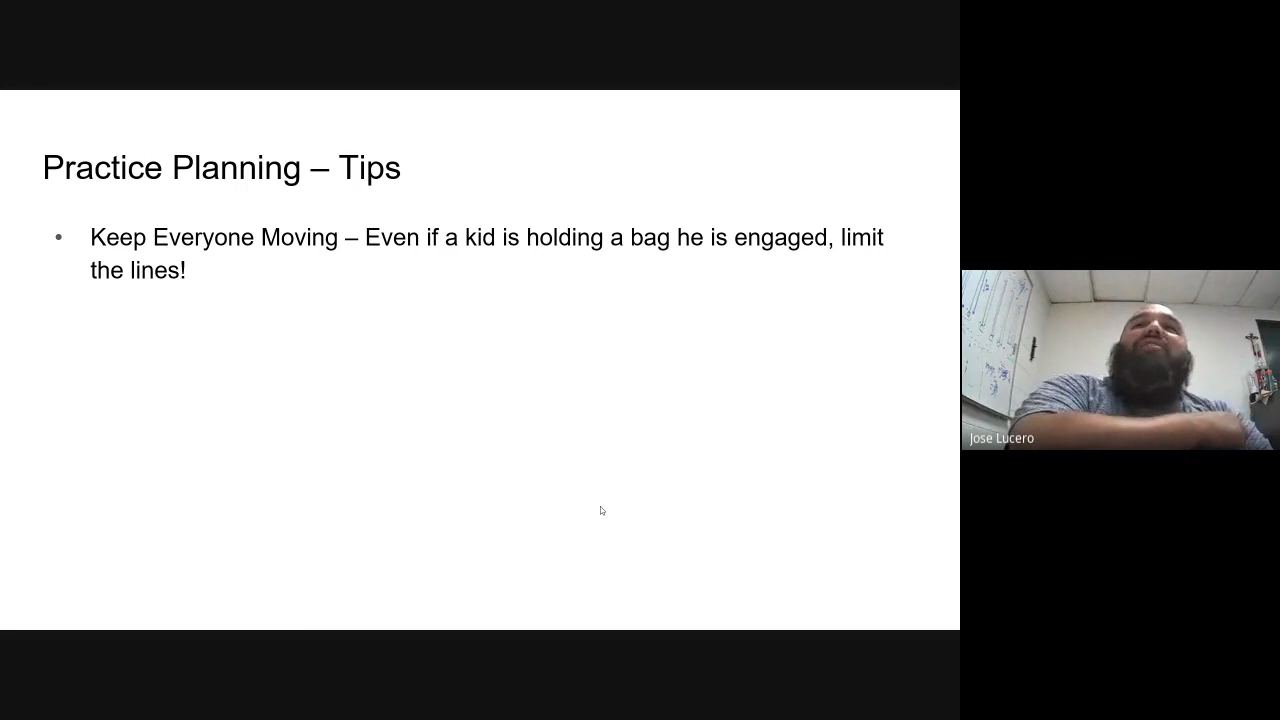 Practice Planning – Tips
• Keep Everyone Moving – Even if a kid is holding a bag he is engaged, limit
the lines!
Jose Lucero